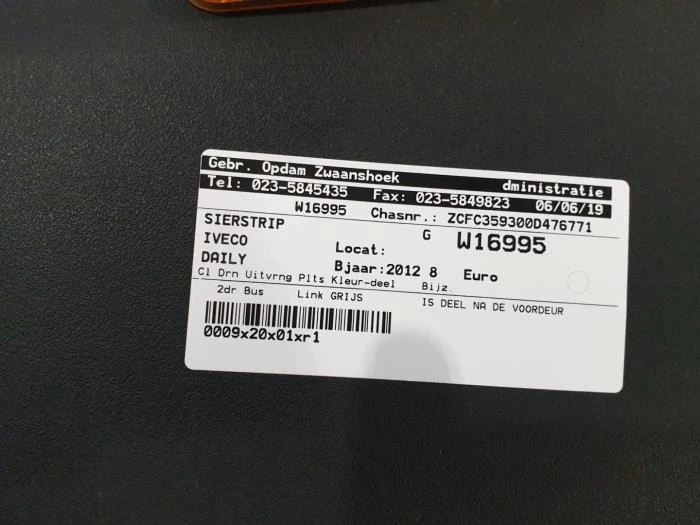 Gebr. Opdam Zwaanshoek dministratie
Tel: 023-5845435 Fax: 023-5849823 06/06/19
W16995 Chasnr.: ZCFC359300D476771
SIERSTRIP G W16995
IVECO Locat:
DAILY Bjaar:2012 8 Euro
Cl Drn Uitvrng Plts Kleur-deel Bijz.
2dr Bus Link GRIJS IS DEEL NA DE VOORDEUR
0009x20x01xr1